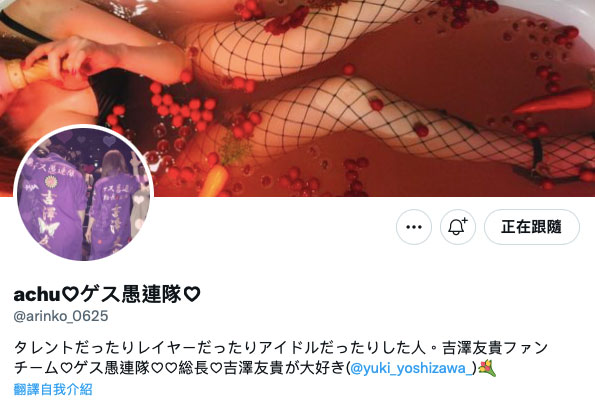 吉澤友
正在跟隨
achu♡ゲス愚連隊♡
@arinko_0625
タレントだったりレイヤーだったりアイドルだったりした人。吉澤友貴ファン
チーム♡ゲス愚連隊♡♡総長♡吉澤友貴が大好き(@yuki_yoshizawa_)💐
翻譯自我介紹